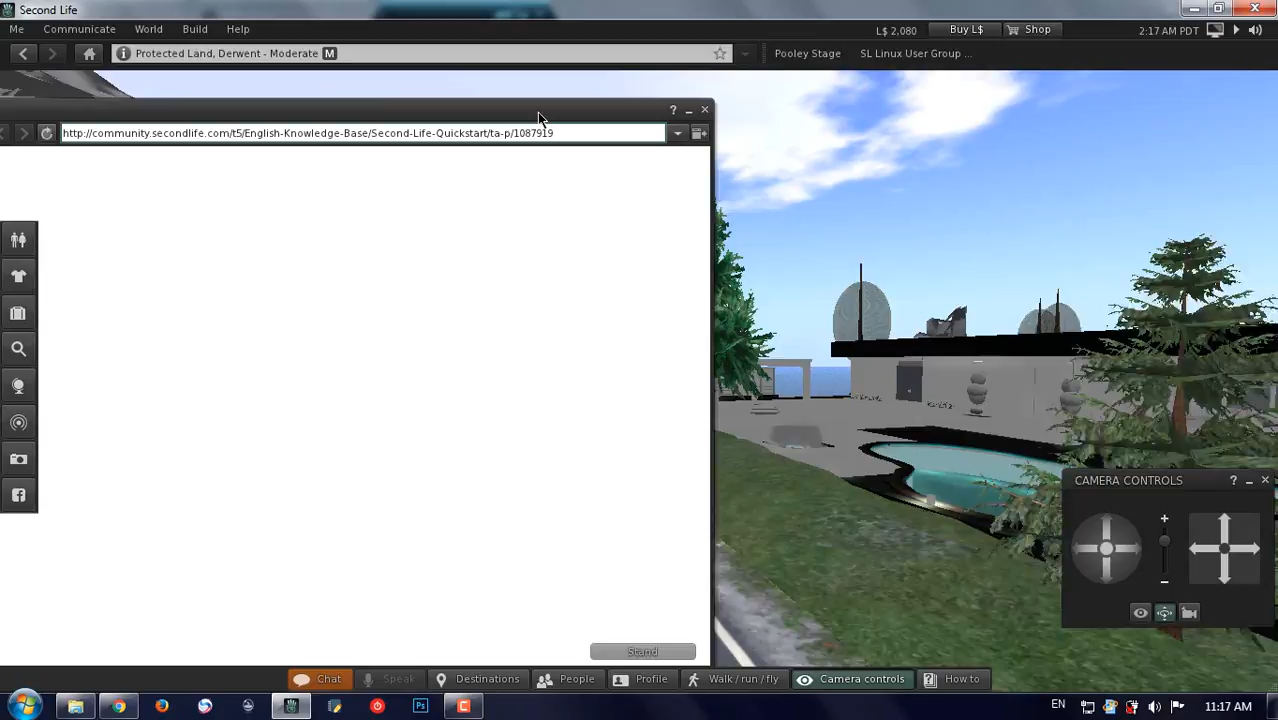 Second Life
Me Communicate World Build Help L$ 2,080 Buy L$ Shop 2:17 AM PDT
Protected Land, Derwent - Moderate M Pooley Stage SL Linux User Group ...
http://community.secondlife.com/t5/English-Knowledge-Base/Second-Life-Quickstart/ta-p/1087919
CAMERA CONTROLS
Stand
Chat Speak Destinations People Profile Walk / run / fly Camera controls How to
EN 11:17 AM